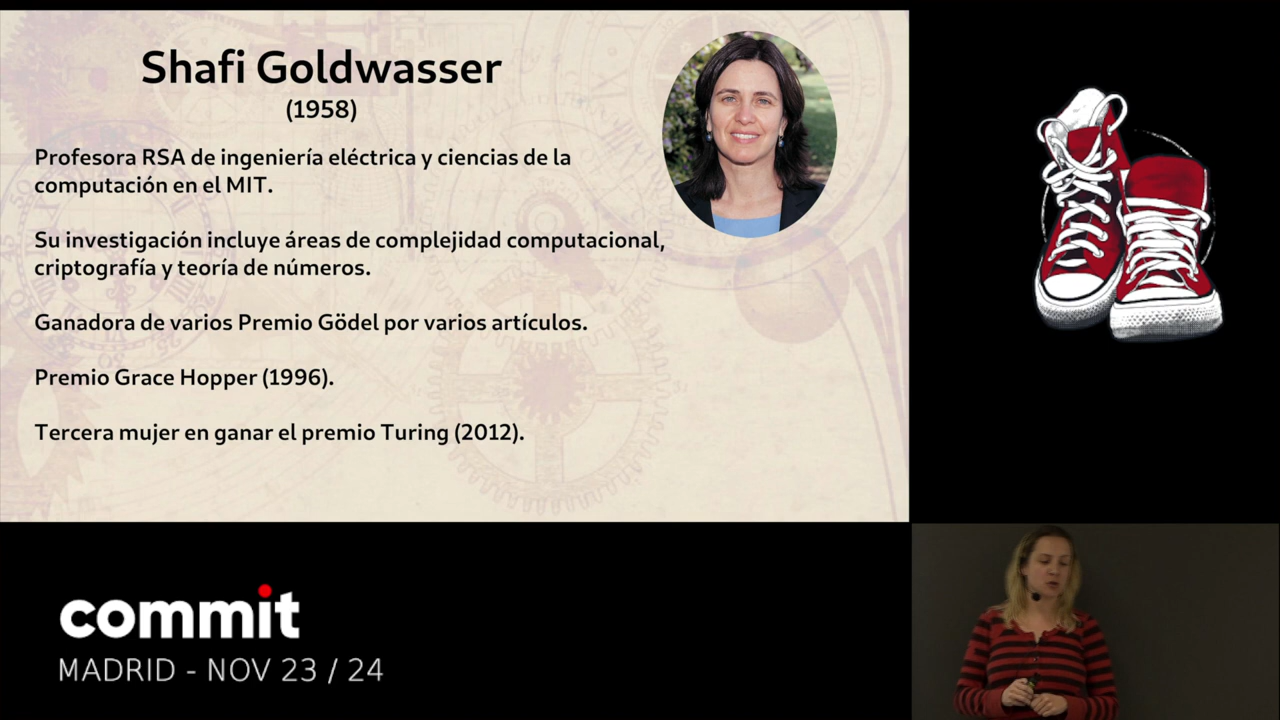 Shafi Goldwasser
(1958)
Profesora RSA de ingeniería eléctrica y ciencias de la
computación en el MIT.
Su investigación incluye áreas de complejidad computacional,
criptografía y teoría de números.
Ganadora de varios Premio Gödel por varios artículos.
Premio Grace Hopper (1996).
Tercera mujer en ganar el premio Turing (2012).
commit
MADRID - NOV 23 / 24